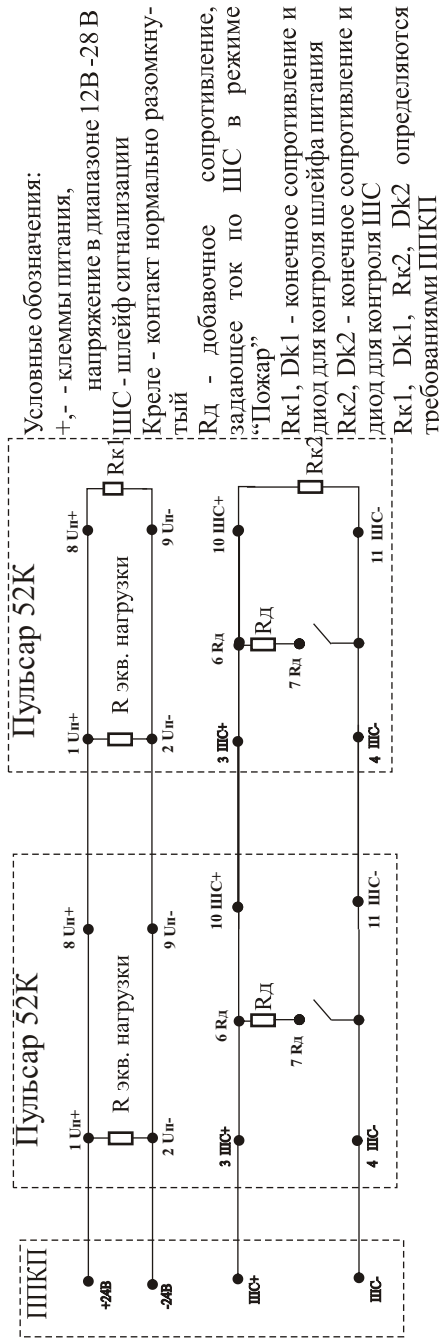 ППКП
+24В
-24В
ШС+
ШС-
Пульсар 52К
1 Uп+
8 Uп+
R экв. нагрузки
2 Uп-
9 Uп-
3 ШС+
6 Rд
10 ШС+
Rд
7 Rд
4 ШС-
11 ШС-
Пульсар 52К
1 Uп+
8 Uп+
R экв. нагрузки
Rк1
2 Uп-
9 Uп-
3 ШС+
6 Rд
10 ШС+
Rд
7 Rд
Rк2
4 ШС-
11 ШС-
Условные обозначения:
+,- - клеммы питания,
напряжение в диапазоне 12В-28В
ШС - шлейф сигнализации
Креле - контакт нормально разомкну-
тый
Rд - добавочное сопротивление,
задающее ток по ШС в режиме
“Пожар”
Rк1, Dk1 - конечное сопротивление и
диод для контроля шлейфа питания
Rк2, Dk2 - конечное сопротивление и
диод для контроля ШС
Rк1, Dk1, Rк2, Dk2 определяются
требованиями ППКП